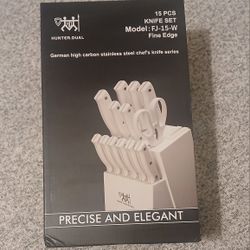 15 PCS
KNIFE SET
Model: FJ-15-W
Fine Edge
HUNTER.DUAL
German high carbon stainless steel chef's knife series
PRECISE AND ELEGANT